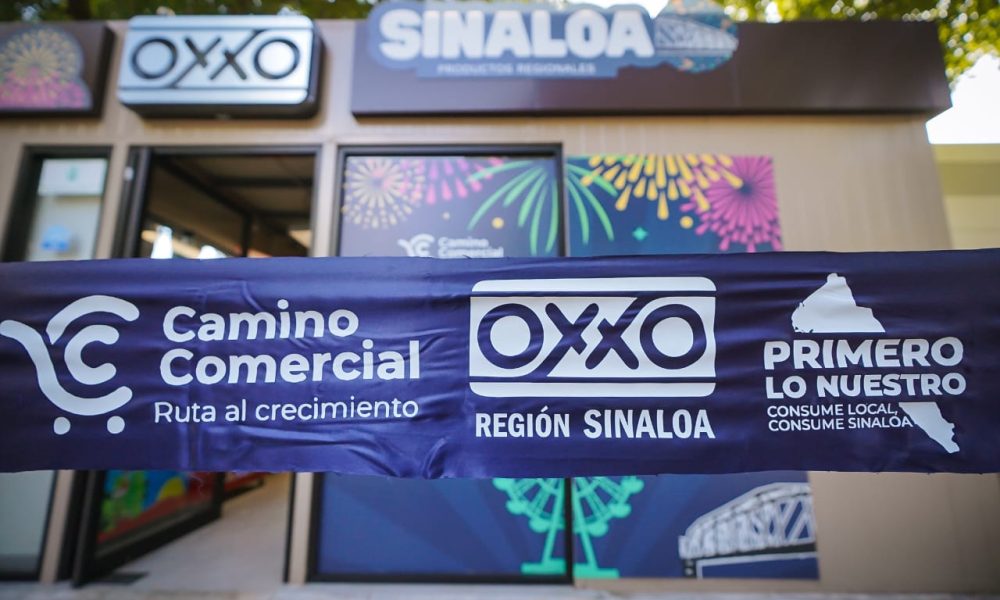 OXXO
SINALOA
PRODUCTOS REGIONALES
Camino
Comercial
Camino
Comercial
Ruta al crecimiento
OXXO
REGIÓN SINALOA
PRIMERO
LO NUESTRO
CONSUME LOCAL,
CONSUME SINALOA